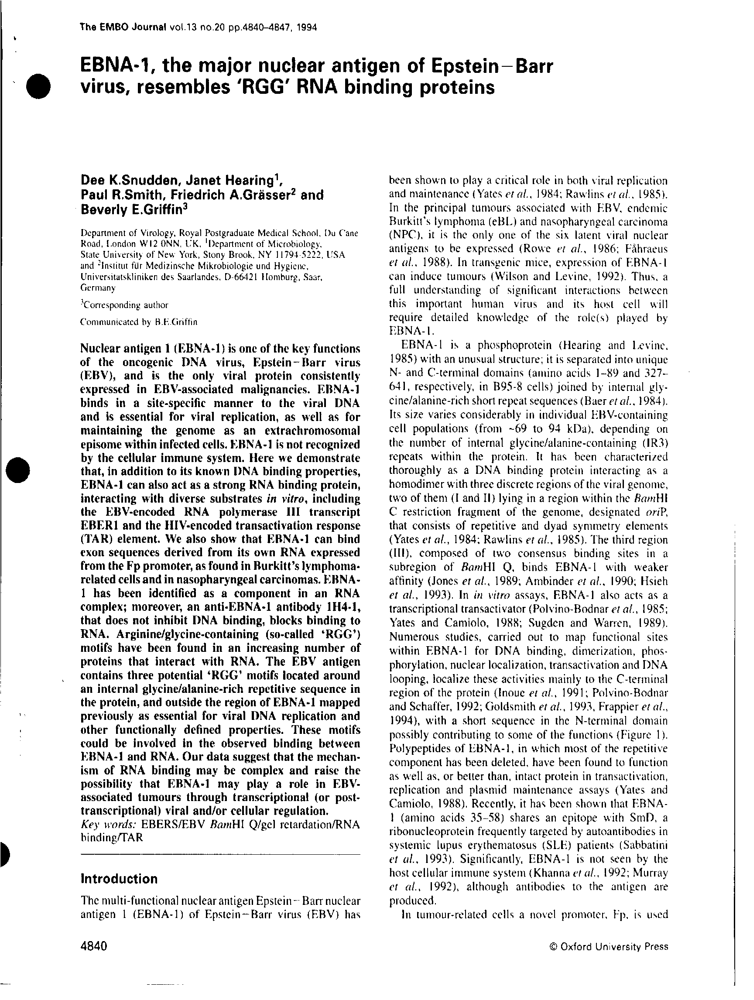 The EMBO Journal vol.13 no.20 pp.4840–4847, 1994
EBNA-1, the major nuclear antigen of Epstein–Barr
virus, resembles 'RGG' RNA binding proteins
Dee K.Snudden, Janet Hearing1,
Paul R.Smith, Friedrich A.Grässer2 and
Beverly E.Griffin3
Department of Virology, Royal Postgraduate Medical School, Du Cane
Road, London W12 0NN, UK, 1Department of Microbiology,
State University of New York, Stony Brook, NY 11794-5222, USA
and 2Institut für Medizinsche Mikrobiologie und Hygiene,
Universitatskliniken des Saarlandes, D-66421 Homburg, Saar,
Germany
3Corresponding author
Communicated by B.E.Griffin
Nuclear antigen 1 (EBNA-1) is one of the key functions
of the oncogenic DNA virus, Epstein–Barr virus
(EBV), and is the only viral protein consistently
expressed in EBV-associated malignancies. EBNA-1
binds in a site-specific manner to the viral DNA
and is essential for viral replication, as well as for
maintaining the genome as an extrachromosomal
episome within infected cells. EBNA-1 is not recognized
by the cellular immune system. Here we demonstrate
that, in addition to its known DNA binding properties,
EBNA-1 can also act as a strong RNA binding protein,
interacting with diverse substrates in vitro, including
the EBV-encoded RNA polymerase III transcript
EBER1 and the HIV-encoded transactivation response
(TAR) element. We also show that EBNA-1 can bind
exon sequences derived from its own RNA expressed
from the Fp promoter, as found in Burkitt's lymphoma-
related cells and in nasopharyngeal carcinomas. EBNA-
1 has been identified as a component in an RNA
complex; moreover, an anti-EBNA-1 antibody 1H4-1,
that does not inhibit DNA binding, blocks binding to
RNA. Arginine/glycine-containing (so-called 'RGG')
motifs have been found in an increasing number of
proteins that interact with RNA. The EBV antigen
contains three potential 'RGG' motifs located around
an internal glycine/alanine-rich repetitive sequence in
the protein, and outside the region of EBNA-1 mapped
previously as essential for viral DNA replication and
other functionally defined properties. These motifs
could be involved in the observed binding between
EBNA-1 and RNA. Our data suggest that the mechan-
ism of RNA binding may be complex and raise the
possibility that EBNA-1 may play a role in EBV-
associated tumours through transcriptional (or post-
transcriptional) viral and/or cellular regulation.
Key words: EBERS/EBV BamHI Q/gel retardation/RNA
binding/TAR
Introduction
The multi-functional nuclear antigen Epstein–Barr nuclear
antigen 1 (EBNA-1) of Epstein–Barr virus (EBV) has
been shown to play a critical role in both viral replication
and maintenance (Yates et al., 1984; Rawlins et al., 1985).
In the principal tumours associated with EBV, endemic
Burkitt's lymphoma (eBL) and nasopharyngeal carcinoma
(NPC), it is the only one of the six latent viral nuclear
antigens to be expressed (Rowe et al., 1986; Fåhraeus
et al., 1988). In transgenic mice, expression of EBNA-1
can induce tumours (Wilson and Levine, 1992). Thus, a
full understanding of significant interactions between
this important human virus and its host cell will
require detailed knowledge of the role(s) played by
EBNA-1.
EBNA-1 is a phosphoprotein (Hearing and Levine,
1985) with an unusual structure; it is separated into unique
N- and C-terminal domains (amino acids 1–89 and 327–
641, respectively, in B95-8 cells) joined by internal gly-
cine/alanine-rich short repeat sequences (Baer et al., 1984).
Its size varies considerably in individual EBV-containing
cell populations (from ~69 to 94 kDa), depending on
the number of internal glycine/alanine-containing (IR3)
repeats within the protein. It has been characterized
thoroughly as a DNA binding protein interacting as a
homodimer with three discrete regions of the viral genome,
two of them (I and II) lying in a region within the BamHI
C restriction fragment of the genome, designated oriP,
that consists of repetitive and dyad symmetry elements
(Yates et al., 1984; Rawlins et al., 1985). The third region
(III), composed of two consensus binding sites in a
subregion of BamHI Q, binds EBNA-1 with weaker
affinity (Jones et al., 1989; Ambinder et al., 1990; Hsieh
et al., 1993). In in vitro assays, EBNA-1 also acts as a
transcriptional transactivator (Polvino-Bodnar et al., 1985;
Yates and Camiolo, 1988; Sugden and Warren, 1989).
Numerous studies, carried out to map functional sites
within EBNA-1 for DNA binding, dimerization, phos-
phorylation, nuclear localization, transactivation and DNA
looping, localize these activities mainly to the C-terminal
region of the protein (Inoue et al., 1991; Polvino-Bodnar
and Schaffer, 1992; Goldsmith et al., 1993, Frappier et al.,
1994), with a short sequence in the N-terminal domain
possibly contributing to some of the functions (Figure 1).
Polypeptides of EBNA-1, in which most of the repetitive
component has been deleted, have been found to function
as well as, or better than, intact protein in transactivation,
replication and plasmid maintenance assays (Yates and
Camiolo, 1988). Recently, it has been shown that EBNA-
1 (amino acids 35–58) shares an epitope with SmD, a
ribonucleoprotein frequently targeted by autoantibodies in
systemic lupus erythematosus (SLE) patients (Sabbatini
et al., 1993). Significantly, EBNA-1 is not seen by the
host cellular immune system (Khanna et al., 1992; Murray
et al., 1992), although antibodies to the antigen are
produced.
In tumour-related cells a novel promoter, Fp, is used
4840
© Oxford University Press